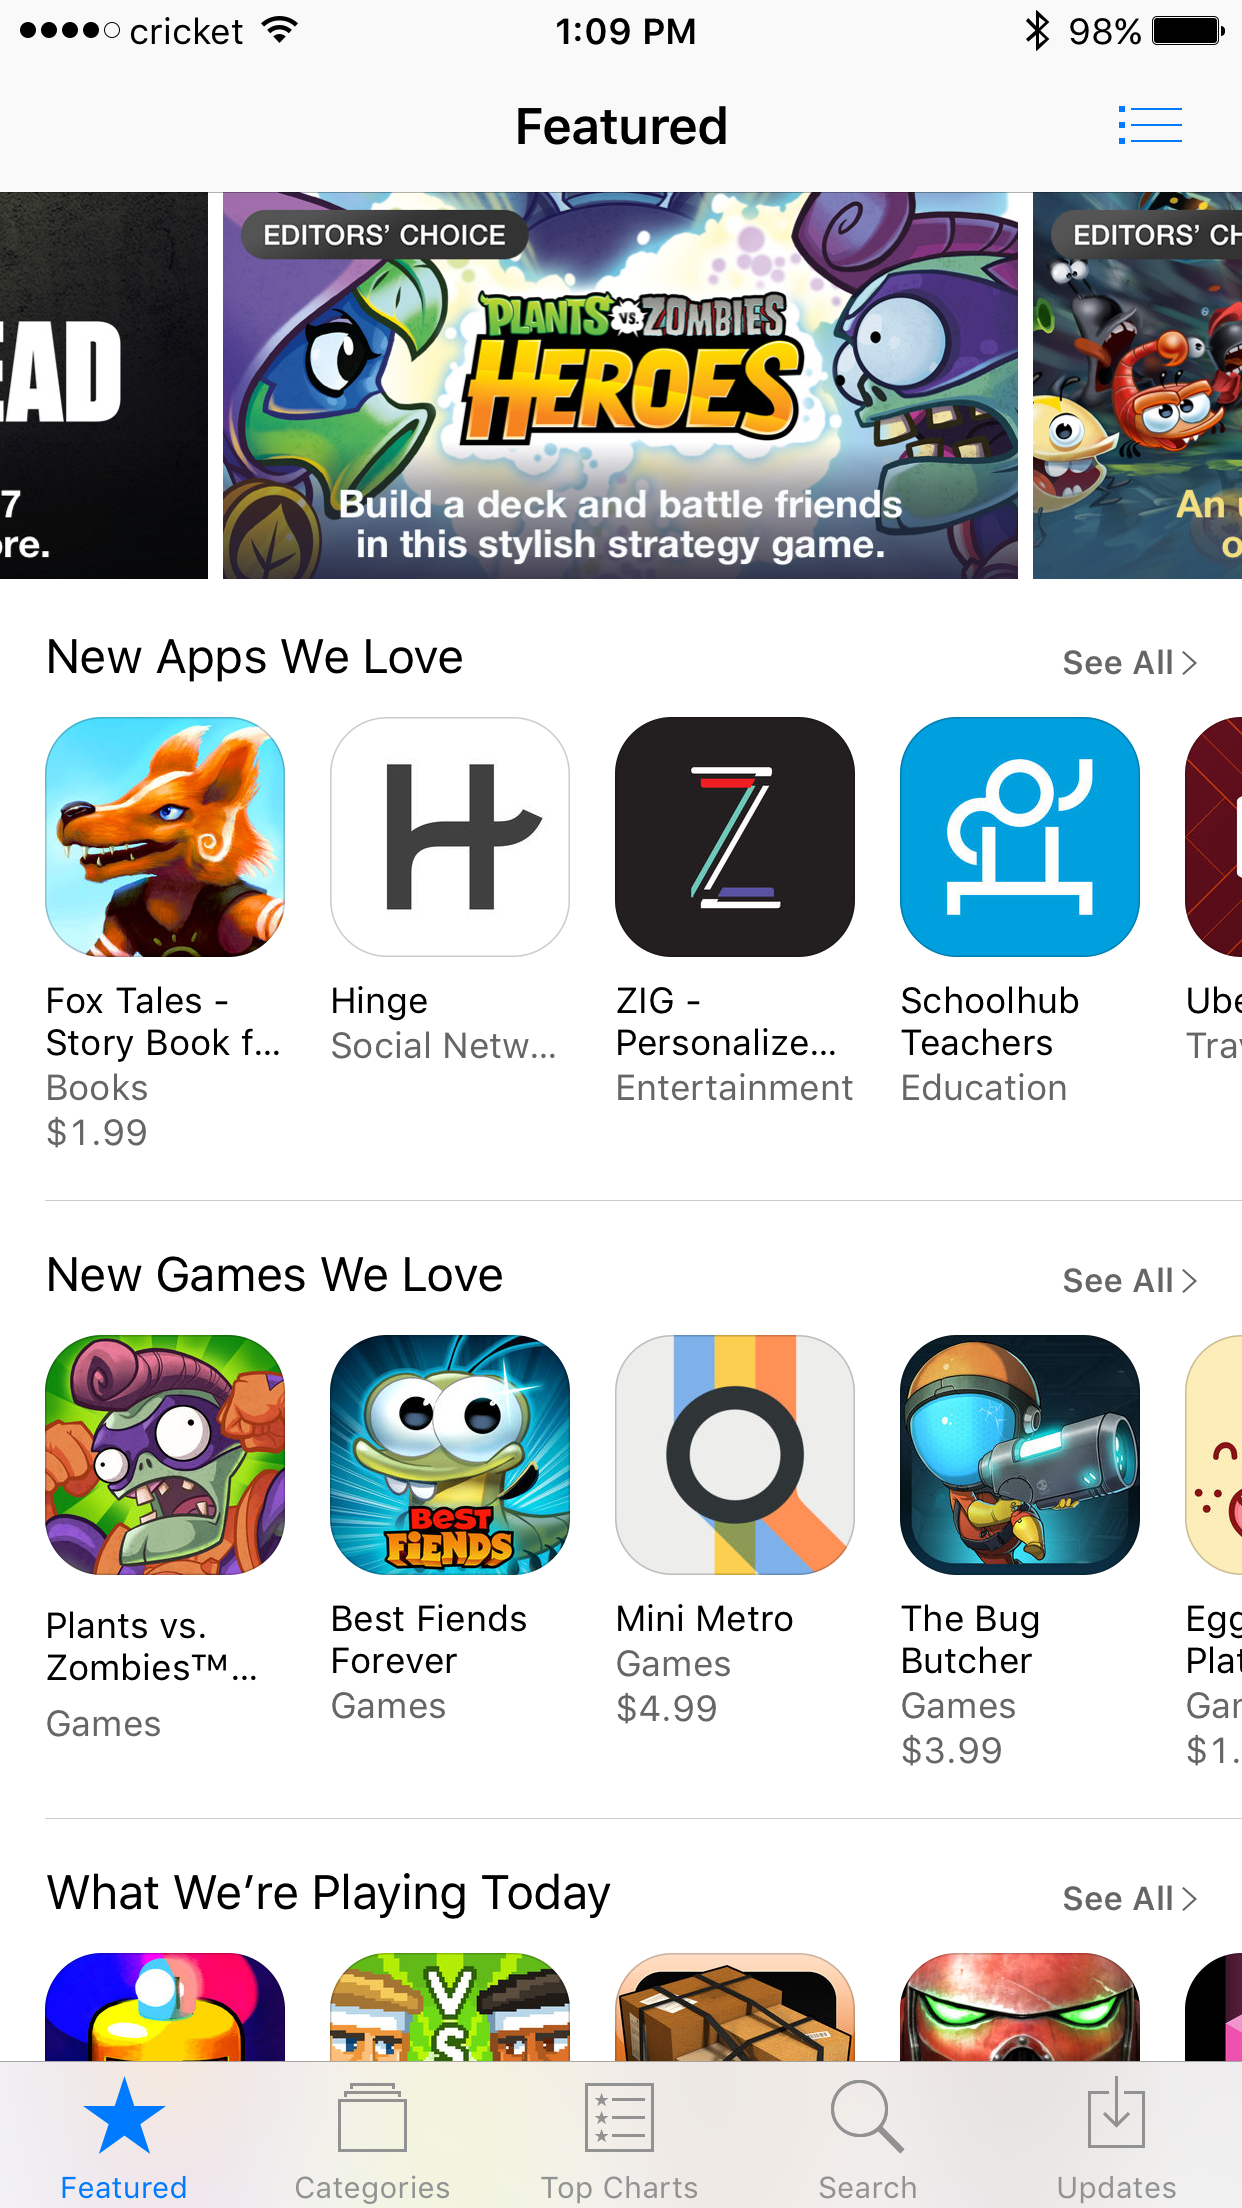 cricket
1:09 PM
98%
Featured
EAD
7
re.
EDITORS’ CHOICE
PLANTS VS. ZOMBIES
HEROES
Build a deck and battle friends
in this stylish strategy game.
EDITORS’ CH
An
New Apps We Love
See All
Fox Tales -
Story Book f...
Books
$1.99
Hinge
Social Netw...
ZIG -
Personalize...
Entertainment
Schoolhub
Teachers
Education
Ube
Tra
New Games We Love
See All
BEST
FIENDS
Plants vs.
Zombies™...
Games
Best Fiends
Forever
Games
Mini Metro
Games
$4.99
The Bug
Butcher
Games
$3.99
Egg
Plat
Gar
$1.
What We’re Playing Today
See All
VS
Featured
Categories
Top Charts
Search
Updates